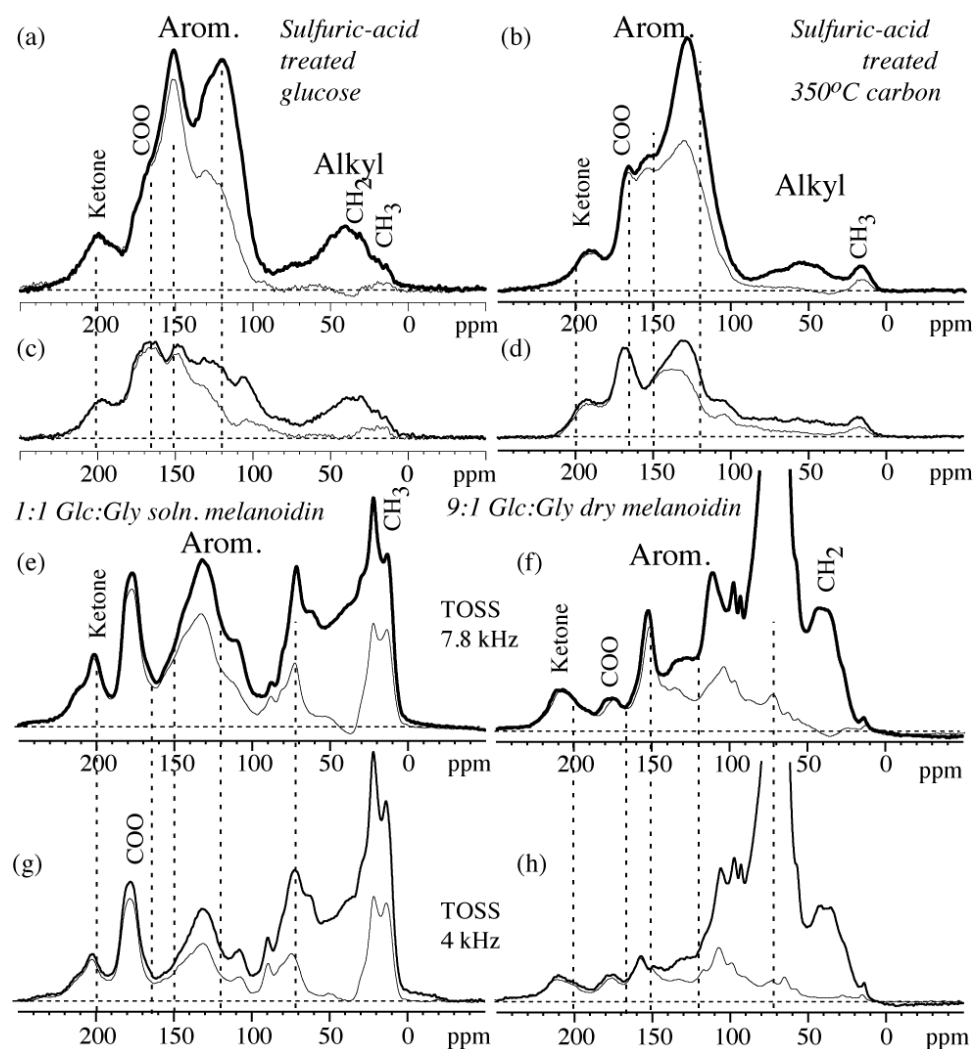 (a)
Arom.
Sulfuric-acid
treated
glucose
Ketone
COO
Alkyl
CH2
CH3
200 150 100 50 0 ppm
(b)
Arom.
Sulfuric-acid
treated
350oC carbon
Ketone
COO
Alkyl
CH3
200 150 100 50 0 ppm
(c)
200 150 100 50 0 ppm
(d)
200 150 100 50 0 ppm
1:1 Glc:Gly soln. melanoidin
(e)
Arom.
Ketone
CH3
200 150 100 50 0 ppm
TOSS
7.8 kHz
9:1 Glc:Gly dry melanoidin
(f)
Arom.
Ketone
COO
CH2
200 150 100 50 0 ppm
(g)
COO
200 150 100 50 0 ppm
TOSS
4 kHz
(h)
200 150 100 50 0 ppm